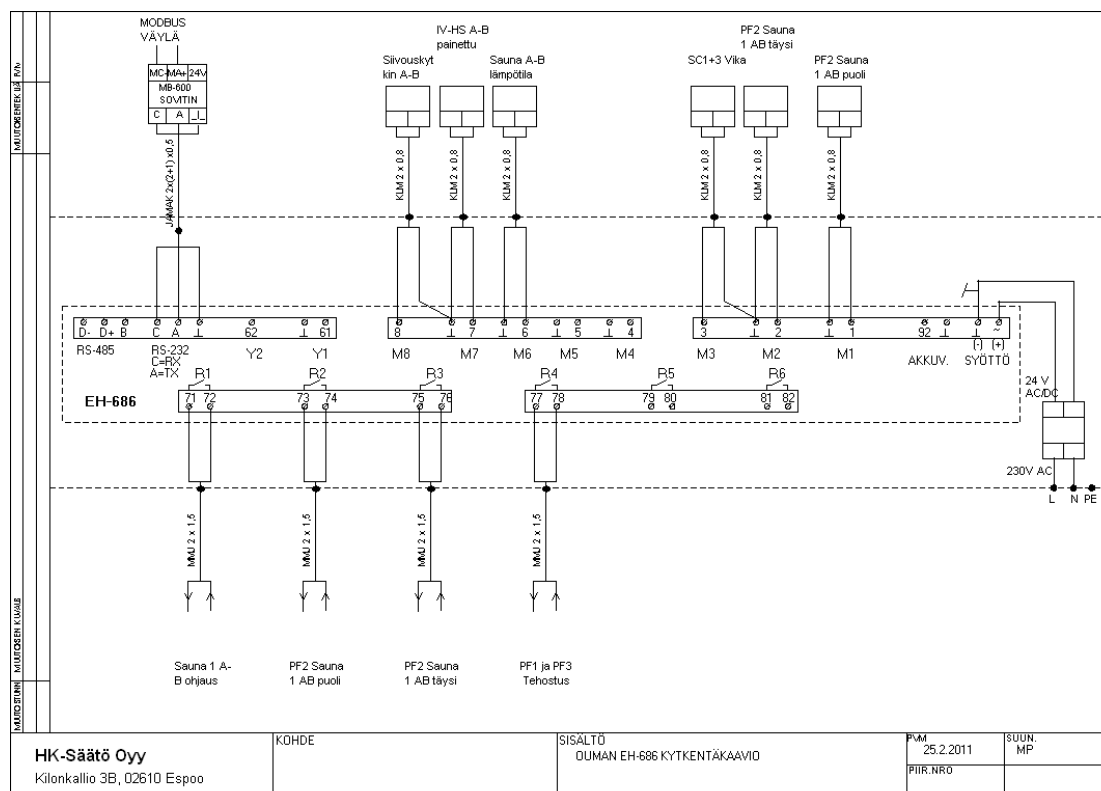 MODBUS
VÄYLÄ
MC- MA+ 24V
MB-600
SOVITIN
C A _|_
JAMAK 2x(2+1) x0,5
IV-HS A-B
painettu
Siivouskyt
kin A-B
Sauna A-B
lämpötila
PF2 Sauna
1 AB täysi
SC1+3 Vika
PF2 Sauna
1 AB puoli
KLM 2 x 0,8
KLM 2 x 0,8
KLM 2 x 0,8
KLM 2 x 0,8
KLM 2 x 0,8
KLM 2 x 0,8
D- D+ B C A ⊥ 62 ⊥ 61
8 ⊥ 7 ⊥ 6 ⊥ 5 ⊥ 4
3 ⊥ 2 ⊥ 1 92 ⊥ ⊥ ~
(-) (+)
RS-485
RS-232
C=RX
A=TX
Y2
Y1
M8 M7 M6 M5 M4
M3 M2 M1
AKKUV. SYÖTTÖ
R1 R2 R3 R4 R5 R6
EH-686
71 72 73 74 75 76 77 78 79 80 81 82
24 V
AC/DC
230V AC
L N PE
MMJ 2 x 1,5
MMJ 2 x 1,5
MMJ 2 x 1,5
MMJ 2 x 1,5
Sauna 1 A-
B ohjaus
PF2 Sauna
1 AB puoli
PF2 Sauna
1 AB täysi
PF1 ja PF3
Tehostus
HK-Säätö Oyy
Kilonkallio 3B, 02610 Espoo
KOHDE
SISÄLTÖ
OUMAN EH-686 KYTKENTÄKAAVIO
PVM
25.2.2011
SUUN.
MP
PIIR.NRO